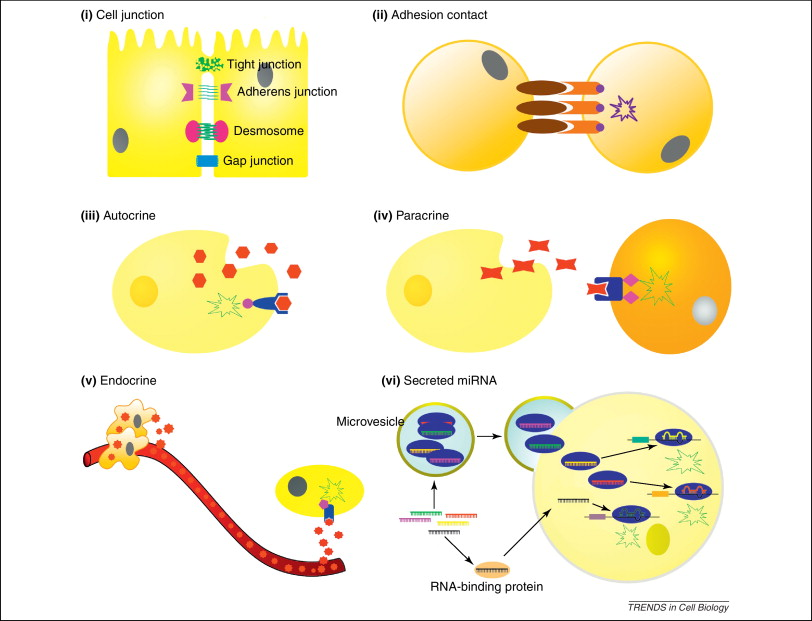 (i) Cell junction
(ii) Adhesion contact
Tight junction
Adherens junction
Desmosome
Gap junction
(iii) Autocrine
(iv) Paracrine
(v) Endocrine
(vi) Secreted miRNA
Microvesicle
RNA-binding protein
TRENDS in Cell Biology